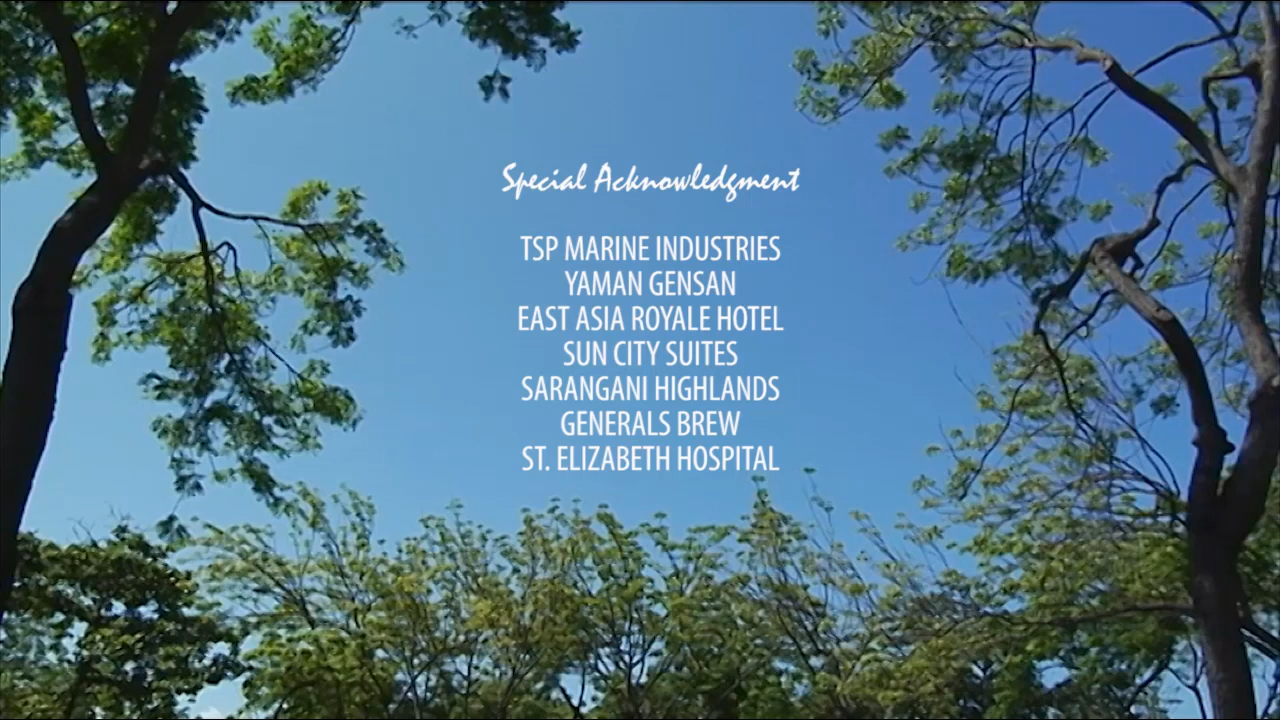 Special Acknowledgment
TSP MARINE INDUSTRIES
YAMAN GENSAN
EAST ASIA ROYALE HOTEL
SUN CITY SUITES
SARANGANI HIGHLANDS
GENERALS BREW
ST. ELIZABETH HOSPITAL